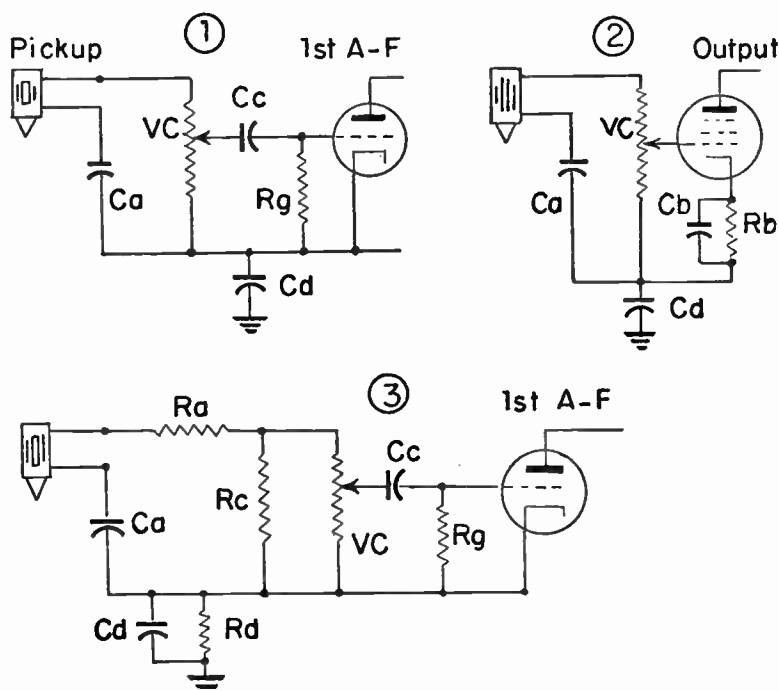 ① ②
Pickup 1st A-F Output
Cc
VC VC
Ca Rg Ca Cb Rb
Cd Cd
③
Ra 1st A-F
Cc
Rc
Ca VC Rg
Cd Rd